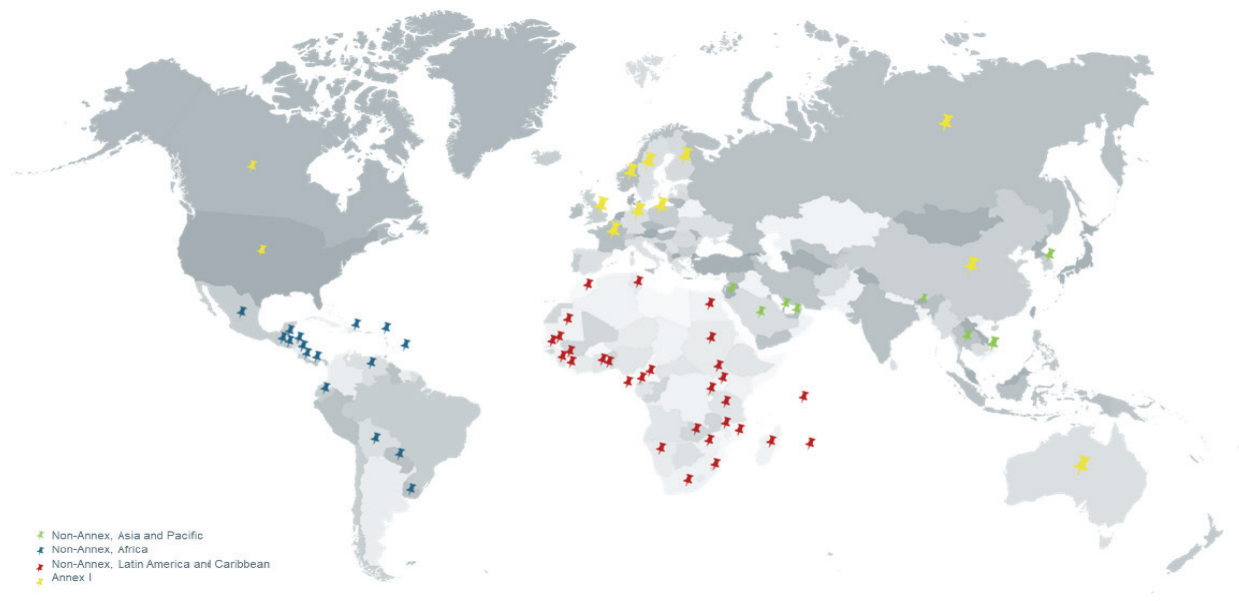 Non-Annex, Asia and Pacific
Non-Annex, Africa
Non-Annex, Latin America and Caribbean
Annex I